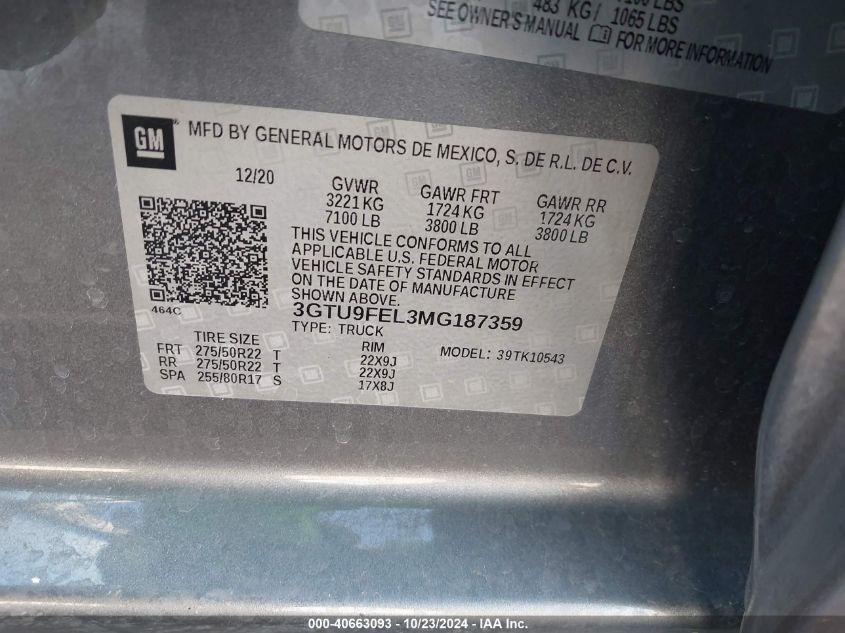 483 KG/ 1065 LBS
SEE OWNER'S MANUAL FOR MORE INFORMATION
GM
MFD BY GENERAL MOTORS DE MEXICO, S. DE R.L. DE C.V.
12/20 GVWR GAWR FRT GAWR RR
3221 KG 1724 KG 1724 KG
7100 LB 3800 LB 3800 LB
THIS VEHICLE CONFORMS TO ALL
APPLICABLE U.S. FEDERAL MOTOR
VEHICLE SAFETY STANDARDS IN EFFECT
ON THE DATE OF MANUFACTURE
SHOWN ABOVE.
464C
3GTU9FEL3MG187359
TYPE: TRUCK
TIRE SIZE RIM MODEL: 39TK10543
FRT 275/50R22 T 22X9J
RR 275/50R22 T 22X9J
SPA 255/80R17 S 17X8J
000-40663093 - 10/23/2024 - IAA Inc.